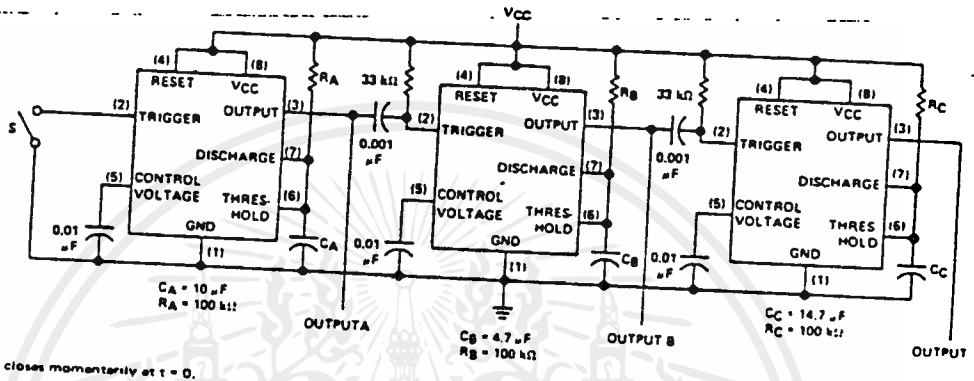 VCC
(4) (8)
RESET VCC
RA
33 kΩ
(2) TRIGGER
OUTPUT (3)
S
DISCHARGE (7)
(5) CONTROL VOLTAGE
THRES- HOLD (6)
GND
(1)
0.01 µF
CA
0.001 µF
CA = 10 µF
RA = 100 kΩ
OUTPUT A
(4) (8)
RESET VCC
RB
33 kΩ
(2) TRIGGER
OUTPUT (3)
DISCHARGE (7)
(5) CONTROL VOLTAGE
THRES- HOLD (6)
GND
(1)
0.01 µF
CB
0.001 µF
CB = 4.7 µF
RB = 100 kΩ
OUTPUT B
(4) (8)
RESET VCC
RC
(2) TRIGGER
OUTPUT (3)
DISCHARGE (7)
(5) CONTROL VOLTAGE
THRES HOLD (6)
GND
(1)
0.01 µF
CC
CC = 14.7 µF
RC = 100 kΩ
OUTPUT
closes momentarily at t = 0.